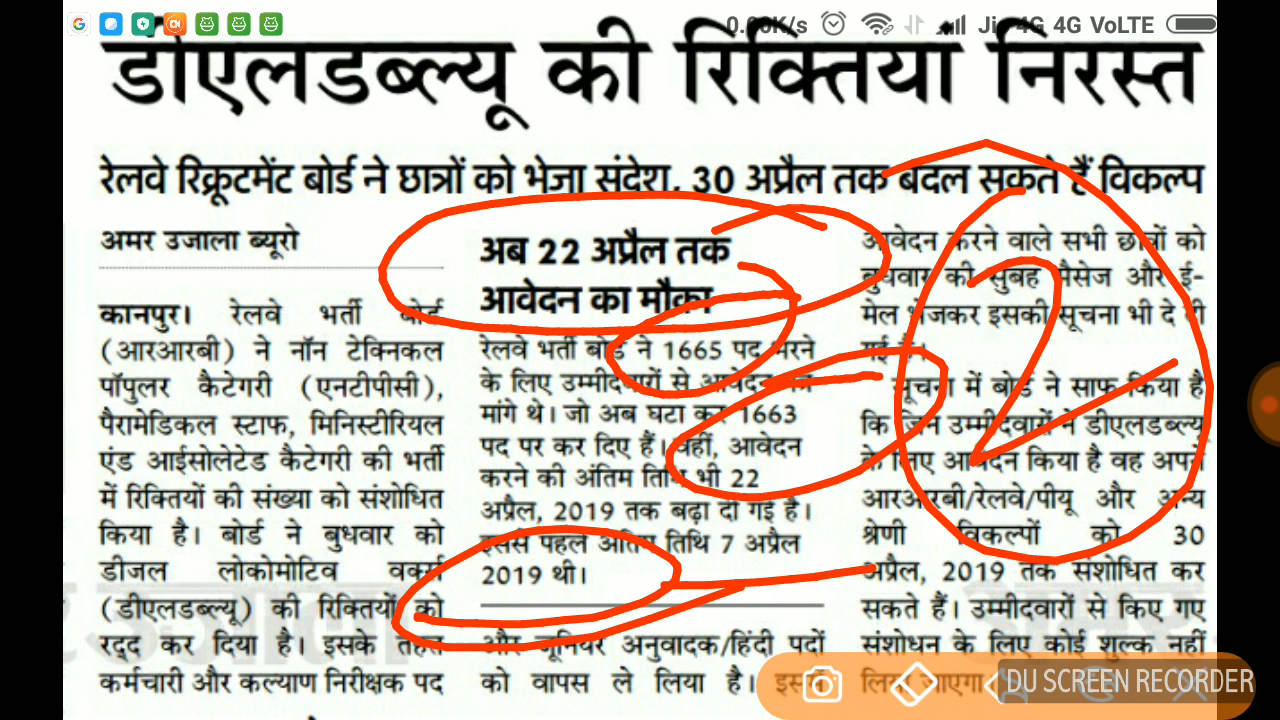 0.00K/s Jio 4G 4G VoLTE
डीएलडब्ल्यू की रिक्तिया निरस्त
रेलवे रिक्रूटमेंट बोर्ड ने छात्रों को भेजा संदेश, 30 अप्रैल तक बदल सकते हैं विकल्प
अमर उजाला ब्यूरो
कानपुर। रेलवे भर्ती बोर्ड
(आरआरबी) ने नॉन टेक्निकल
पॉपुलर कैटेगरी (एनटीपीसी),
पैरामेडिकल स्टाफ, मिनिस्टीरियल
एंड आईसोलेटेड कैटेगरी की भर्ती
में रिक्तियों की संख्या को संशोधित
किया है। बोर्ड ने बुधवार को
डीजल लोकोमोटिव वर्क्स
(डीएलडब्ल्यू) की रिक्तियों को
रद्द कर दिया है। इसके तहत
कर्मचारी और कल्याण निरीक्षक पद
अब 22 अप्रैल तक
आवेदन का मौका
रेलवे भर्ती बोर्ड ने 1665 पद भरने
के लिए उम्मीदवारों से आवेदन पत्र
मांगे थे। जो अब घटा कर 1663
पद पर कर दिए हैं। वहीं, आवेदन
करने की अंतिम तिथि भी 22
अप्रैल, 2019 तक बढ़ा दी गई है।
इससे पहले अंतिम तिथि 7 अप्रैल
2019 थी।
और जूनियर अनुवादक/हिंदी पदों
को वापस ले लिया है। इसमें
आवेदन करने वाले सभी छात्रों को
बुधवार की सुबह मैसेज और ई-
मेल भेजकर इसकी सूचना भी दे दी
गई है।
सूचना में बोर्ड ने साफ किया है
कि जिन उम्मीदवारों ने डीएलडब्ल्यू
के लिए आवेदन किया है वह अपने
आरआरबी/रेलवे/पीयू और अन्य
श्रेणी विकल्पों को 30
अप्रैल, 2019 तक संशोधित कर
सकते हैं। उम्मीदवारों से किए गए
संशोधन के लिए कोई शुल्क नहीं
लिया जाएगा
DU SCREEN RECORDER
2